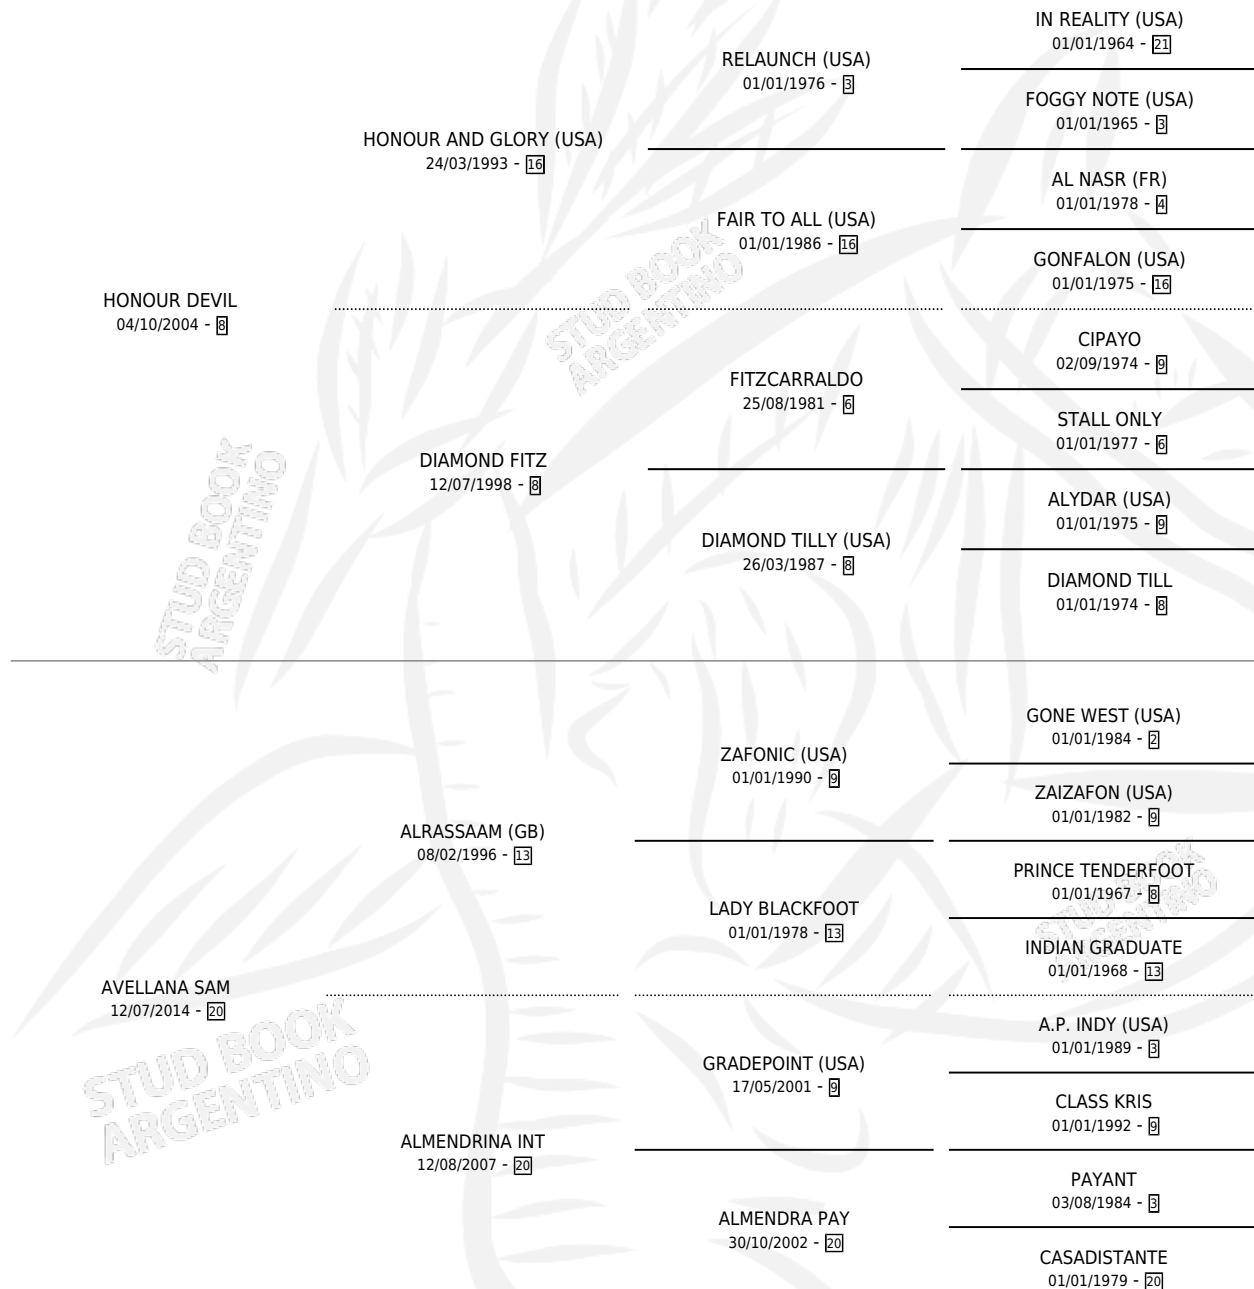 IN REALITY (USA)
01/01/1964 - 21
RELAUNCH (USA)
01/01/1976 - 3
FOGGY NOTE (USA)
01/01/1965 - 3
HONOUR AND GLORY (USA)
24/03/1993 - 16
AL NASR (FR)
01/01/1978 - 4
FAIR TO ALL (USA)
01/01/1986 - 16
GONFALON (USA)
01/01/1975 - 16
HONOUR DEVIL
04/10/2004 - 8
STUD BOOK
ARGENTINO
CIPAYO
02/09/1974 - 9
FITZCARRALDO
25/08/1981 - 6
STALL ONLY
01/01/1977 - 6
DIAMOND FITZ
12/07/1998 - 8
ALYDAR (USA)
01/01/1975 - 9
DIAMOND TILLY (USA)
26/03/1987 - 8
DIAMOND TILL
01/01/1974 - 8
STUD BOOK
ARGENTINO
GONE WEST (USA)
01/01/1984 - 2
ZAFONIC (USA)
01/01/1990 - 9
ZAIZAFON (USA)
01/01/1982 - 9
ALRASSAAM (GB)
08/02/1996 - 13
PRINCE TENDERFOOT
01/01/1967 - 8
LADY BLACKFOOT
01/01/1978 - 13
INDIAN GRADUATE
01/01/1968 - 13
STUD BOOK
ARGENTINO
AVELLANA SAM
12/07/2014 - 20
A.P. INDY (USA)
01/01/1989 - 3
GRADEPOINT (USA)
17/05/2001 - 9
CLASS KRIS
01/01/1992 - 9
STUD BOOK
ARGENTINO
ALMENDRINA INT
12/08/2007 - 20
PAYANT
03/08/1984 - 3
ALMENDRA PAY
30/10/2002 - 20
CASADISTANTE
01/01/1979 - 20